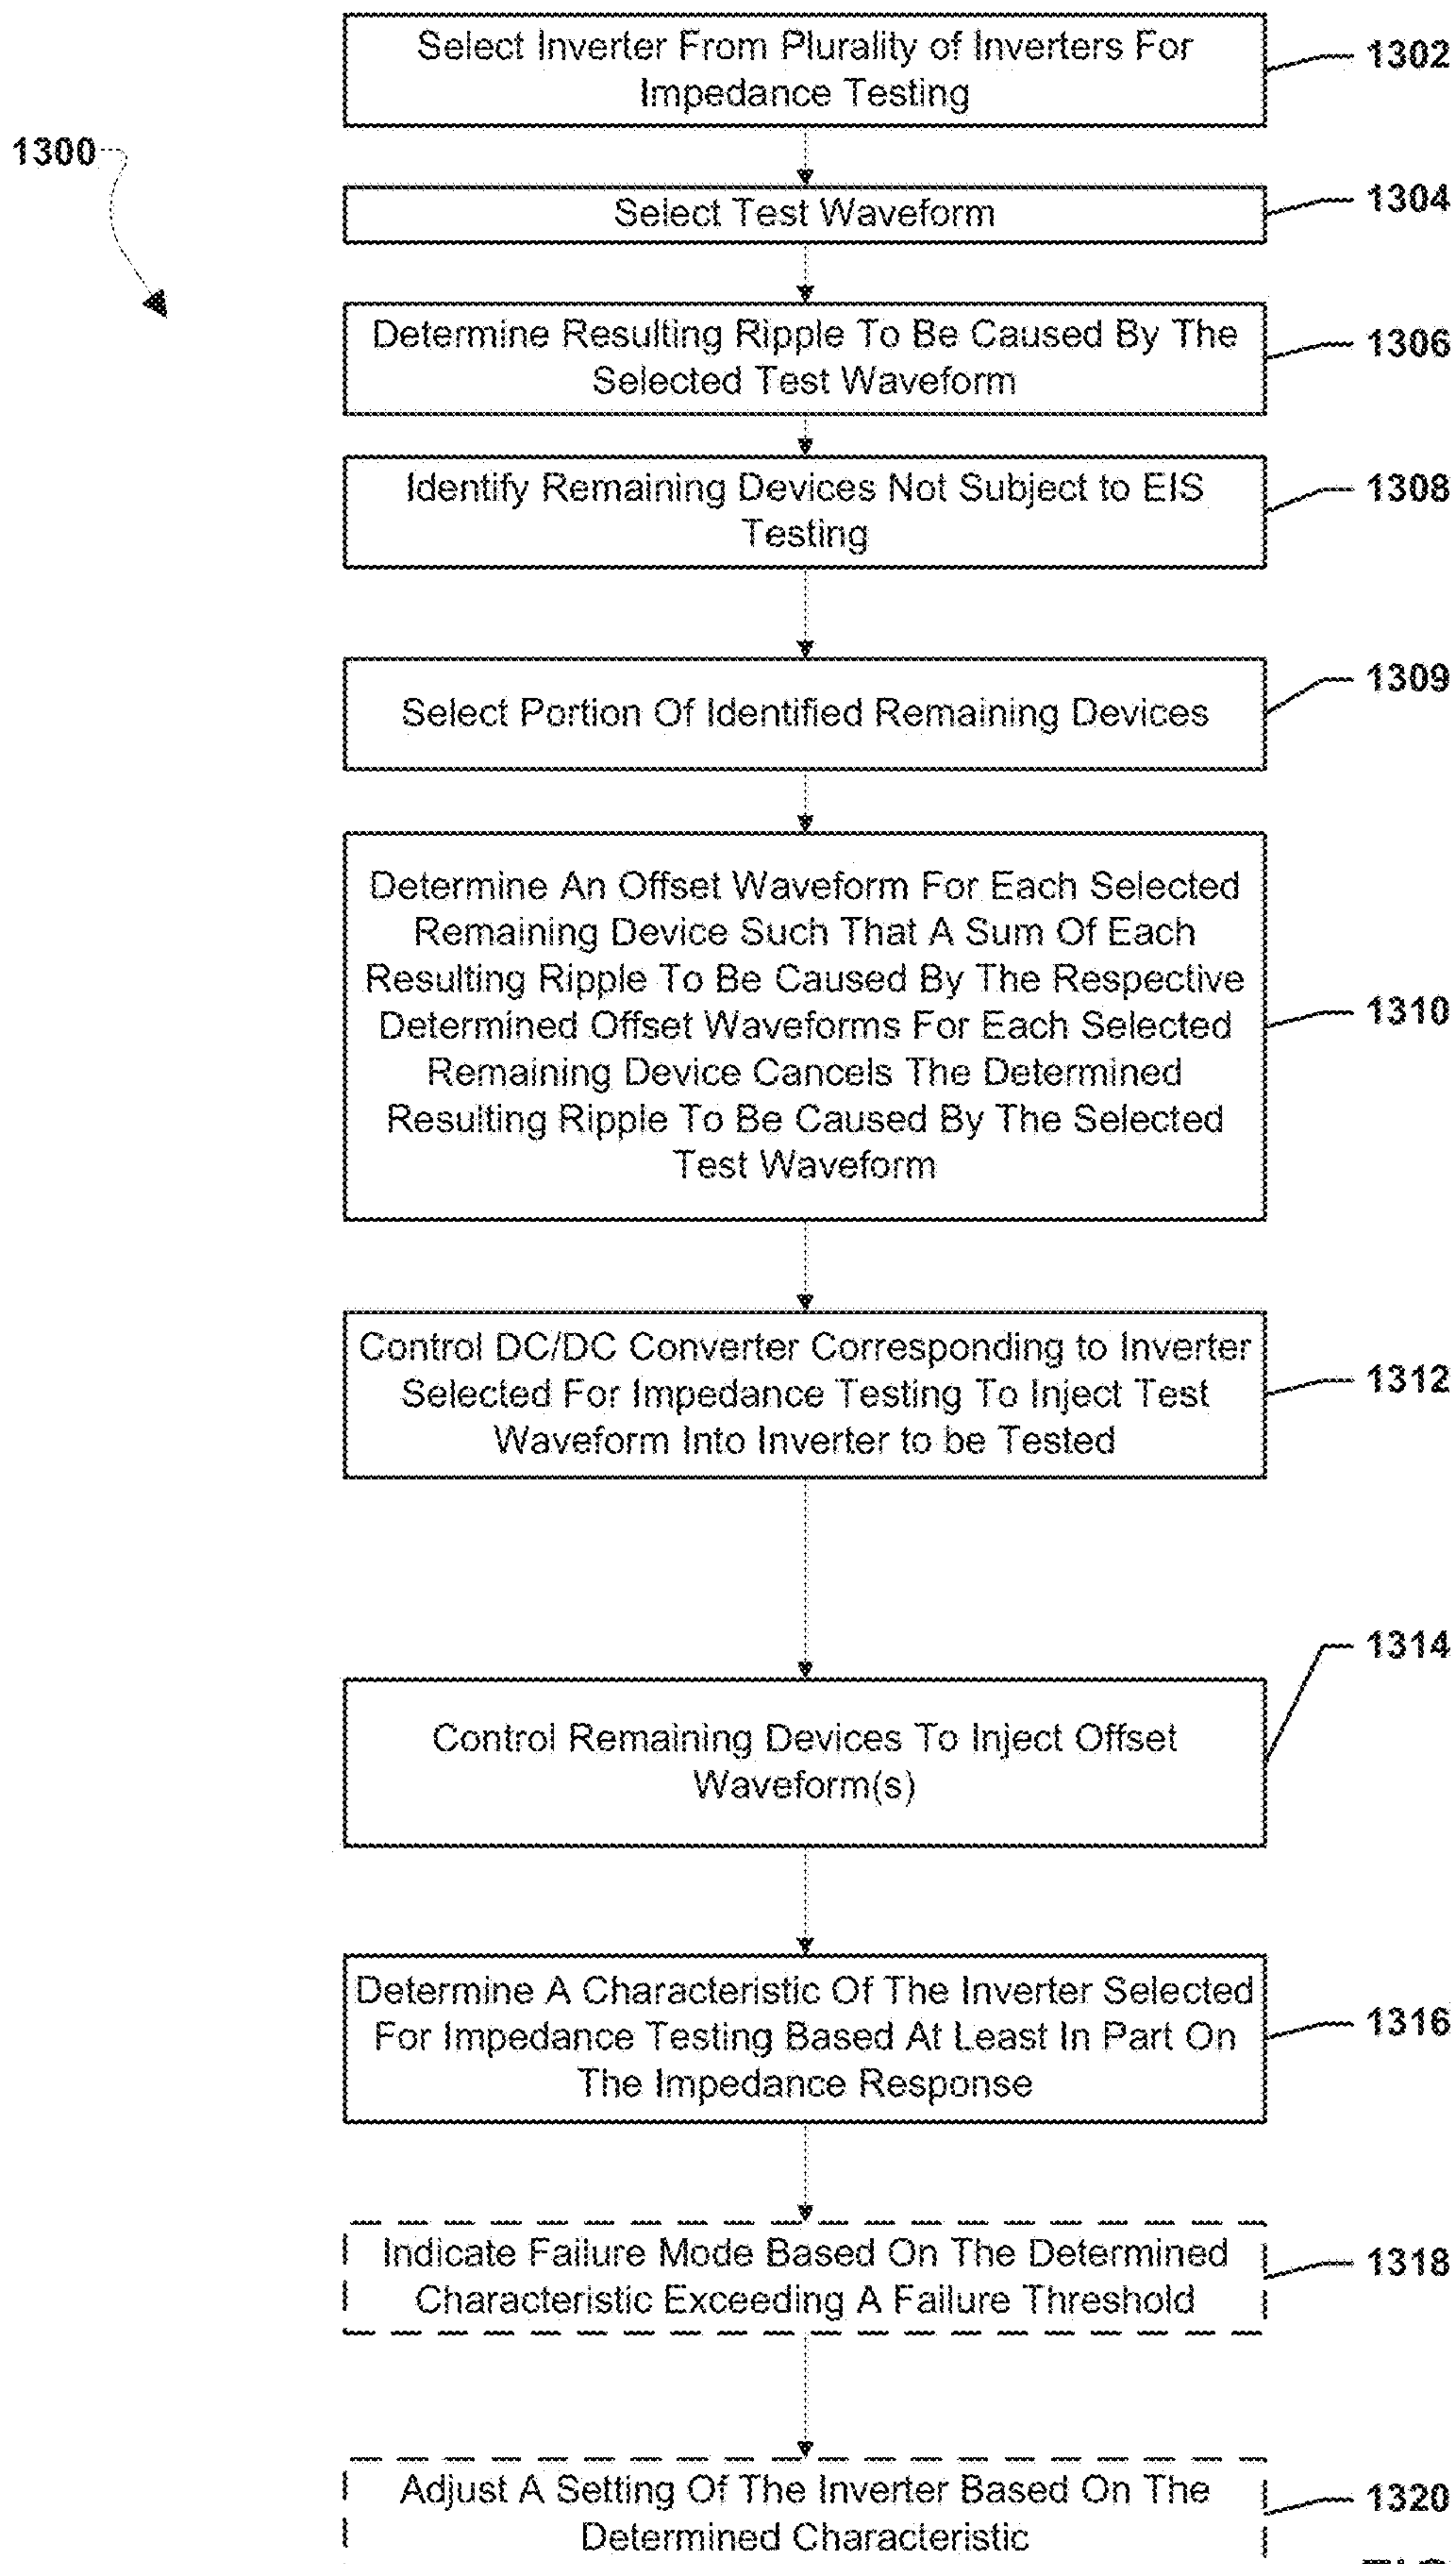 Select Inverter From Plurality of Inverters For
Impedance Testing
1302
1300
Select Test Waveform
1304
Determine Resulting Ripple To Be Caused By The
Selected Test Waveform
1306
Identify Remaining Devices Not Subject to EIS
Testing
1308
Select Portion Of Identified Remaining Devices
1309
Determine An Offset Waveform For Each Selected
Remaining Device Such That A Sum Of Each
Resulting Ripple To Be Caused By The Respective
Determined Offset Waveforms For Each Selected
Remaining Device Cancels The Determined
Resulting Ripple To Be Caused By The Selected
Test Waveform
1310
Control DC/DC Converter Corresponding to Inverter
Selected For Impedance Testing To Inject Test
Waveform Into Inverter to be Tested
1312
Control Remaining Devices To Inject Offset
Waveform(s)
1314
Determine A Characteristic Of The Inverter Selected
For Impedance Testing Based At Least In Part On
The Impedance Response
1316
Indicate Failure Mode Based On The Determined
Characteristic Exceeding A Failure Threshold
1318
Adjust A Setting Of The Inverter Based On The
Determined Characteristic
1320